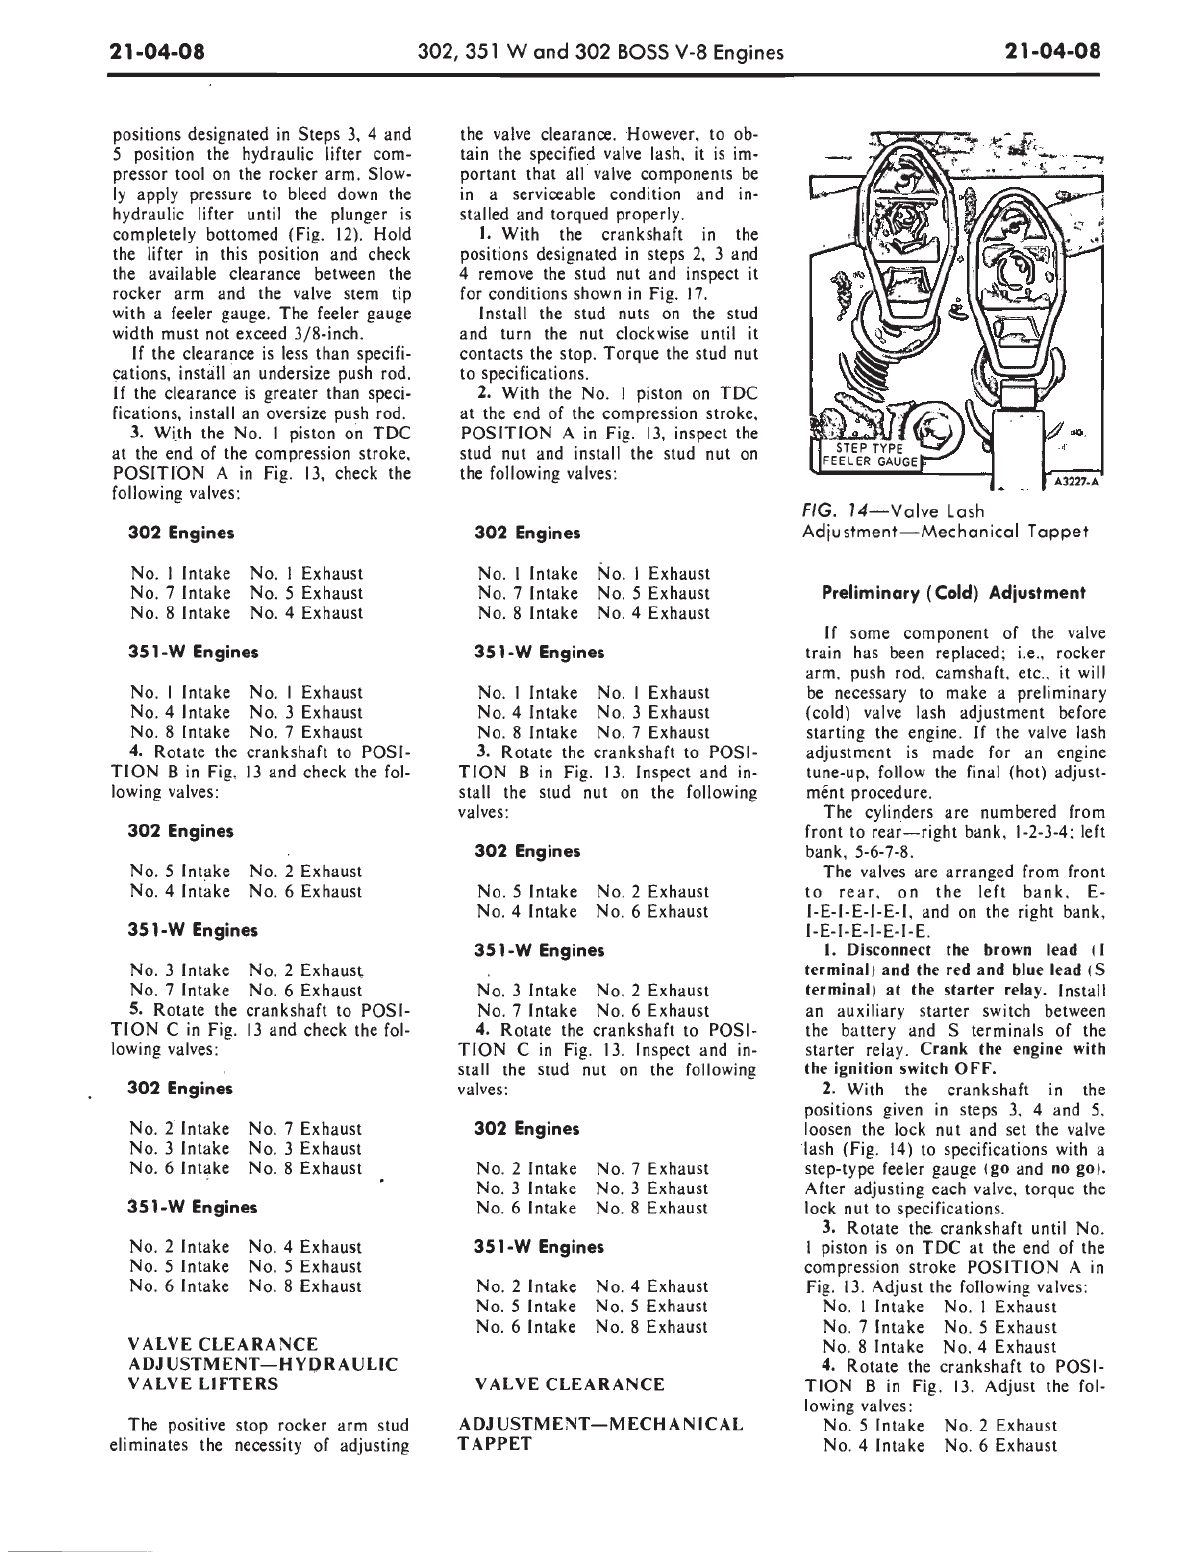 21-04-08
302, 351 W and 302 BOSS V-8 Engines
21-04-08
positions designated in Steps 3, 4 and
5 position the hydraulic lifter com-
pressor tool on the rocker arm. Slow-
ly apply pressure to bleed down the
hydraulic lifter until the plunger is
completely bottomed (Fig. 12). Hold
the lifter in this position and check
the available clearance between the
rocker arm and the valve stem tip
with a feeler gauge. The feeler gauge
width must not exceed 3/8-inch.
If the clearance is less than specifi-
cations, install an undersize push rod.
If the clearance is greater than speci-
fications, install an oversize push rod.
3. With the No. 1 piston on TDC
at the end of the compression stroke,
POSITION A in Fig. 13, check the
following valves:
302 Engines
No. 1 Intake No. 1 Exhaust
No. 7 Intake No. 5 Exhaust
No. 8 Intake No. 4 Exhaust
351-W Engines
No. 1 Intake No. 1 Exhaust
No. 4 Intake No. 3 Exhaust
No. 8 Intake No. 7 Exhaust
4. Rotate the crankshaft to POSI-
TION B in Fig. 13 and check the fol-
lowing valves:
302 Engines
No. 5 Intake No. 2 Exhaust
No. 4 Intake No. 6 Exhaust
351-W Engines
No. 3 Intake No. 2 Exhaust
No. 7 Intake No. 6 Exhaust
5. Rotate the crankshaft to POSI-
TION C in Fig. 13 and check the fol-
lowing valves:
302 Engines
No. 2 Intake No. 7 Exhaust
No. 3 Intake No. 3 Exhaust
No. 6 Intake No. 8 Exhaust
351-W Engines
No. 2 Intake No. 4 Exhaust
No. 5 Intake No. 5 Exhaust
No. 6 Intake No. 8 Exhaust
VALVE CLEARANCE
ADJUSTMENT—HYDRAULIC
VALVE LIFTERS
The positive stop rocker arm stud
eliminates the necessity of adjusting
the valve clearance. However, to ob-
tain the specified valve lash, it is im-
portant that all valve components be
in a serviceable condition and in-
stalled and torqued properly.
1. With the crankshaft in the
positions designated in steps 2, 3 and
4 remove the stud nut and inspect it
for conditions shown in Fig. 17.
Install the stud nuts on the stud
and turn the nut clockwise until it
contacts the stop. Torque the stud nut
to specifications.
2. With the No. 1 piston on TDC
at the end of the compression stroke,
POSITION A in Fig. 13, inspect the
stud nut and install the stud nut on
the following valves:
302 Engines
No. 1 Intake No. 1 Exhaust
No. 7 Intake No. 5 Exhaust
No. 8 Intake No. 4 Exhaust
351-W Engines
No. 1 Intake No. 1 Exhaust
No. 4 Intake No. 3 Exhaust
No. 8 Intake No. 7 Exhaust
3. Rotate the crankshaft to POSI-
TION B in Fig. 13. Inspect and in-
stall the stud nut on the following
valves:
302 Engines
No. 5 Intake No. 2 Exhaust
No. 4 Intake No. 6 Exhaust
351-W Engines
No. 3 Intake No. 2 Exhaust
No. 7 Intake No. 6 Exhaust
4. Rotate the crankshaft to POSI-
TION C in Fig. 13. Inspect and in-
stall the stud nut on the following
valves:
302 Engines
No. 2 Intake No. 7 Exhaust
No. 3 Intake No. 3 Exhaust
No. 6 Intake No. 8 Exhaust
351-W Engines
No. 2 Intake No. 4 Exhaust
No. 5 Intake No. 5 Exhaust
No. 6 Intake No. 8 Exhaust
VALVE CLEARANCE
ADJUSTMENT—MECHANICAL
TAPPET
STEP TYPE
FEELER GAUGE
A3227-A
FIG. 14—Valve Lash
Adjustment—Mechanical Tappet
Preliminary (Cold) Adjustment
If some component of the valve
train has been replaced; i.e., rocker
arm, push rod, camshaft, etc., it will
be necessary to make a preliminary
(cold) valve lash adjustment before
starting the engine. If the valve lash
adjustment is made for an engine
tune-up, follow the final (hot) adjust-
ment procedure.
The cylinders are numbered from
front to rear—right bank, 1-2-3-4; left
bank, 5-6-7-8.
The valves are arranged from front
to rear, on the left bank, E-
I-E-I-E-I-E-I, and on the right bank,
I-E-I-E-I-E-I-E.
1. Disconnect the brown lead (I
terminal) and the red and blue lead (S
terminal) at the starter relay. Install
an auxiliary starter switch between
the battery and S terminals of the
starter relay. Crank the engine with
the ignition switch OFF.
2. With the crankshaft in the
positions given in steps 3, 4 and 5,
loosen the lock nut and set the valve
lash (Fig. 14) to specifications with a
step-type feeler gauge (go and no go).
After adjusting each valve, torque the
lock nut to specifications.
3. Rotate the crankshaft until No.
1 piston is on TDC at the end of the
compression stroke POSITION A in
Fig. 13. Adjust the following valves:
No. 1 Intake No. 1 Exhaust
No. 7 Intake No. 5 Exhaust
No. 8 Intake No. 4 Exhaust
4. Rotate the crankshaft to POSI-
TION B in Fig. 13. Adjust the fol-
lowing valves:
No. 5 Intake No. 2 Exhaust
No. 4 Intake No. 6 Exhaust